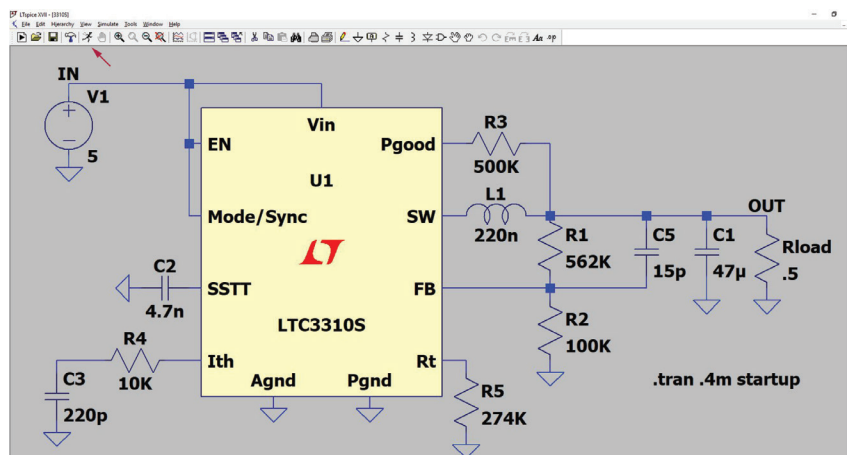 LTspice XVII - [3310S]
File Edit Hierarchy View Simulate Tools Window Help
Aa .op
IN
V1
5
Vin
EN
Pgood
U1
Mode/Sync
SW
SSTT
FB
LTC3310S
Ith
Rt
Agnd
Pgnd
R3
500K
L1
220n
R1
562K
C5
15p
C1
47µ
OUT
Rload
.5
C2
4.7n
R4
10K
C3
220p
R2
100K
R5
274K
.tran .4m startup